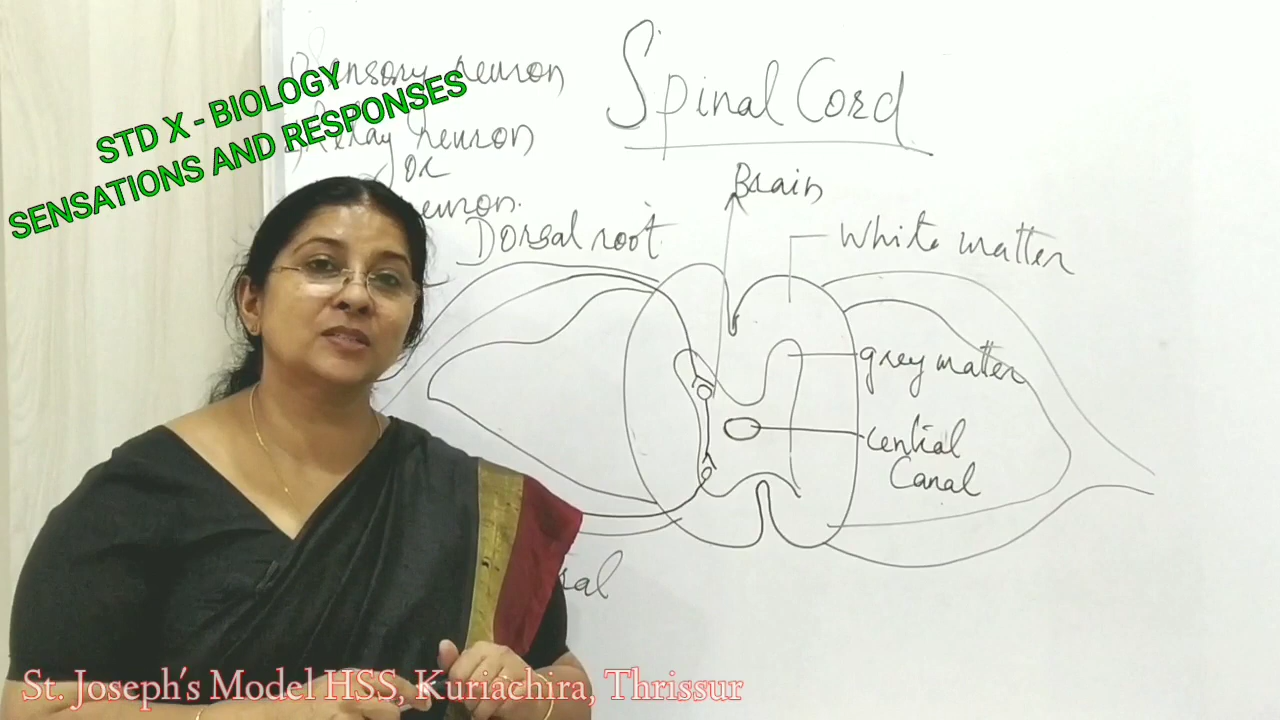 STD X - BIOLOGY
SENSATIONS AND RESPONSES
Sensory neuron
Relay neuron
or
neuron.
Spinal Cord
Brain
Dorsal root
White matter
grey matter
Central
Canal
St. Joseph's Model HSS, Kuriachira, Thrissur